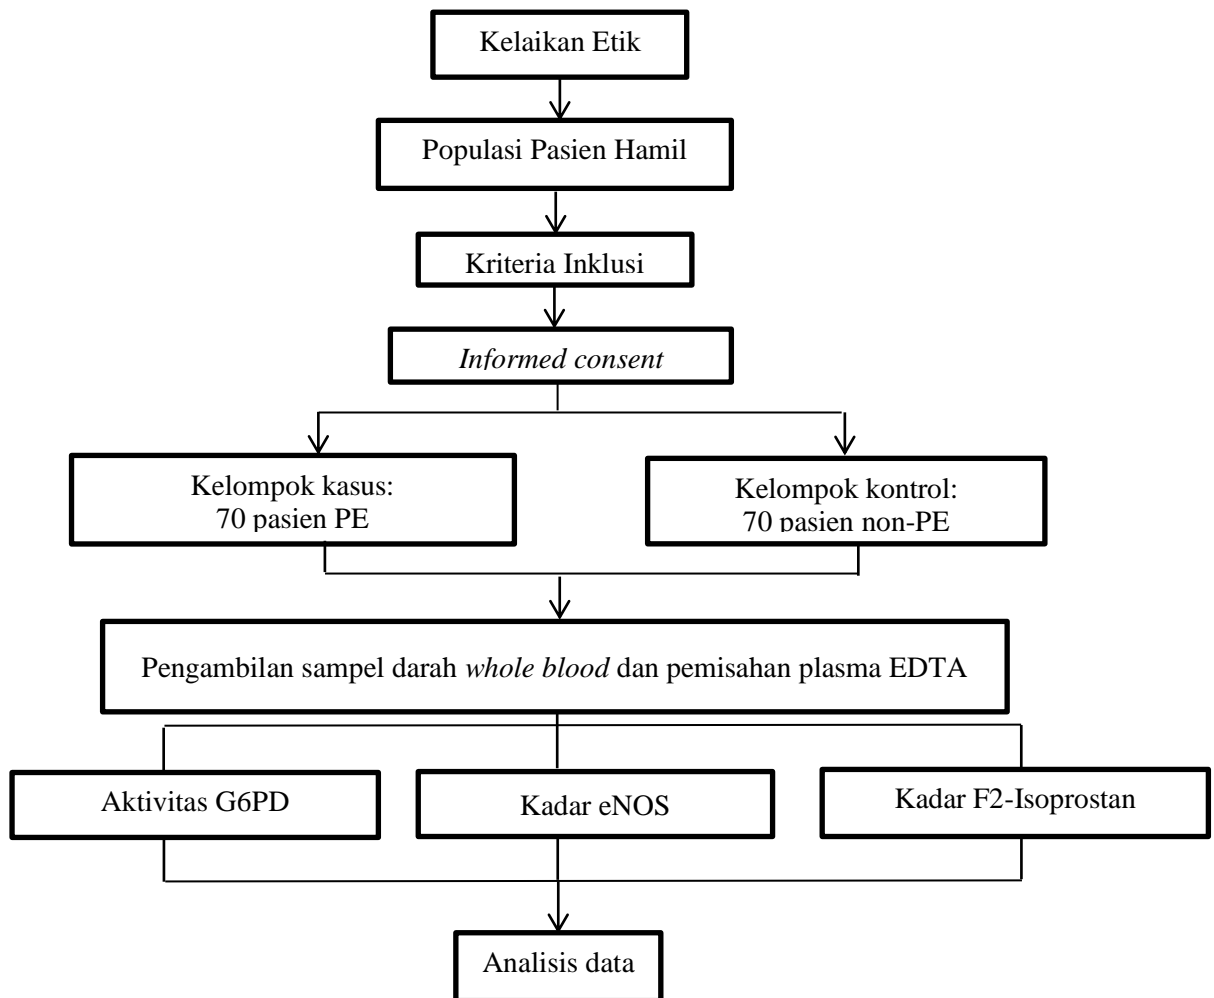 Kelaikan Etik
Populasi Pasien Hamil
Kriteria Inklusi
Informed consent
Kelompok kasus:
70 pasien PE
Kelompok kontrol:
70 pasien non-PE
Pengambilan sampel darah whole blood dan pemisahan plasma EDTA
Aktivitas G6PD
Kadar eNOS
Kadar F2-Isoprostan
Analisis data